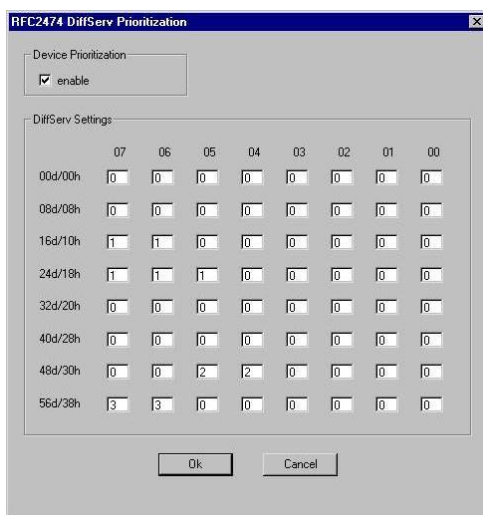 RFC2474 DiffServ Prioritization
Device Prioritization
enable
DiffServ Settings
07 06 05 04 03 02 01 00
00d/00h 0 0 0 0 0 0 0 0
08d/08h 0 0 0 0 0 0 0 0
16d/10h 1 1 0 0 0 0 0 0
24d/18h 1 1 1 0 0 0 0 0
32d/20h 0 0 0 0 0 0 0 0
40d/28h 0 0 0 0 0 0 0 0
48d/30h 0 0 2 2 0 0 0 0
56d/38h 3 3 0 0 0 0 0 0
Ok Cancel